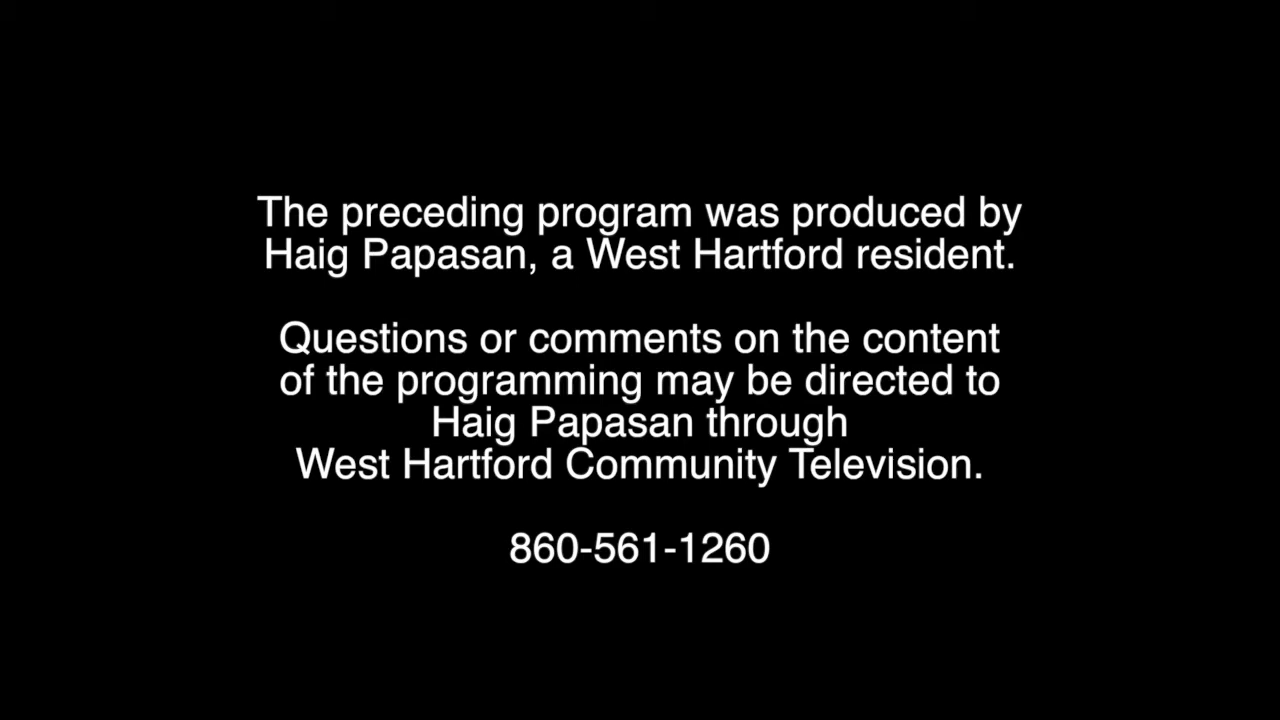 The preceding program was produced by
Haig Papasan, a West Hartford resident.
Questions or comments on the content
of the programming may be directed to
Haig Papasan through
West Hartford Community Television.
860-561-1260